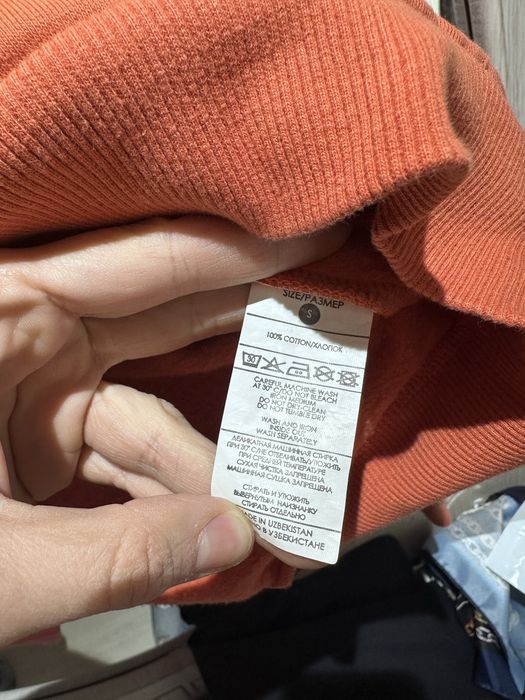 SIZE/РАЗМЕР
S
100% COTTON/ХЛОПОК
30
CAREFUL MACHINE WASH
AT 30° C/DO NOT BLEACH
IRON MEDIUM
DO NOT DRY-CLEAN
DO NOT TUMBLE DRY
WASH AND IRON
INSIDE OUT
WASH SEPARATELY
ДЕЛИКАТНАЯ МАШИННАЯ СТИРКА
ПРИ 30° С/НЕ ОТБЕЛИВАТЬ/УТЮЖИТЬ
ПРИ СРЕДНЕЙ ТЕМПЕРАТУРЕ
СУХАЯ ЧИСТКА ЗАПРЕЩЕНА
МАШИННАЯ СУШКА ЗАПРЕЩЕНА
СТИРАТЬ И УТЮЖИТЬ
ВЫВЕРНУТЫМ НАИЗНАНКУ
СТИРАТЬ ОТДЕЛЬНО
MADE IN UZBEKISTAN
В УЗБЕКИСТАНЕ